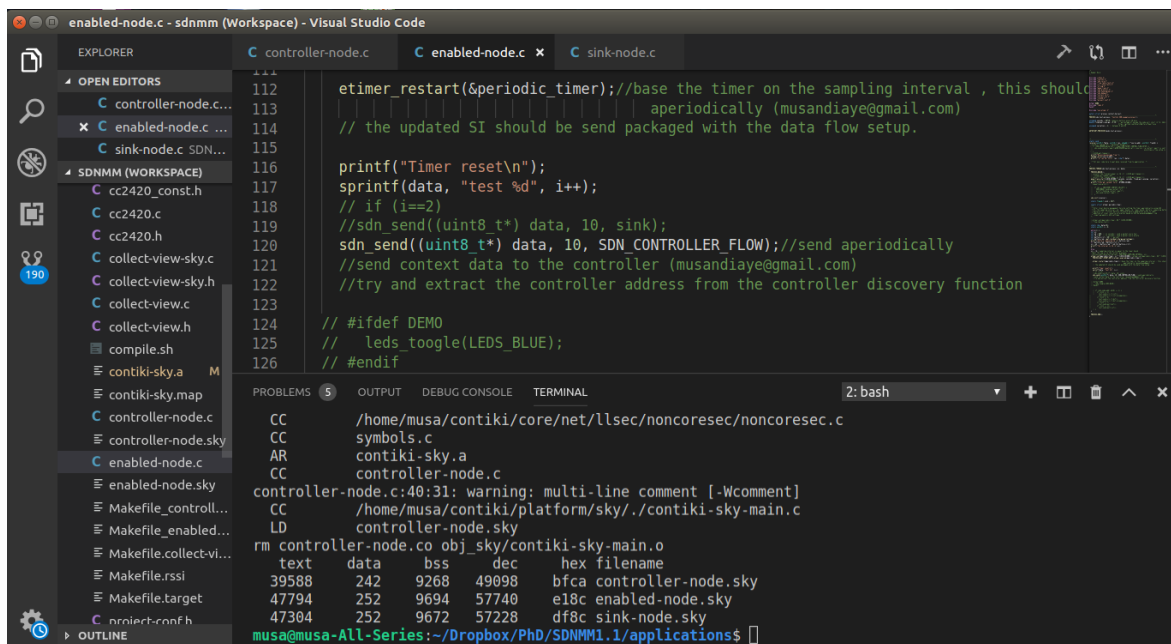 enabled-node.c - sdnmm (Workspace) - Visual Studio Code
EXPLORER
OPEN EDITORS
C controller-node.c...
x C enabled-node.c ...
C sink-node.c SDN...
SDNMM (WORKSPACE)
C cc2420_const.h
C cc2420.c
C cc2420.h
C collect-view-sky.c
C collect-view-sky.h
C collect-view.c
C collect-view.h
compile.sh
contiki-sky.a M
contiki-sky.map
C controller-node.c
controller-node.sky
C enabled-node.c
enabled-node.sky
Makefile_controll...
Makefile_enabled...
Makefile.collect-vi...
Makefile.rssi
Makefile.target
C project-conf.h
OUTLINE
190
C controller-node.c C enabled-node.c x C sink-node.c
111
112 etimer_restart(&periodic_timer);//base the timer on the sampling interval , this should
113 aperiodically (musandiaye@gmail.com)
114 // the updated SI should be send packaged with the data flow setup.
115
116 printf("Timer reset\n");
117 sprintf(data, "test %d", i++);
118 // if (i==2)
119 //sdn_send((uint8_t*) data, 10, sink);
120 sdn_send((uint8_t*) data, 10, SDN_CONTROLLER_FLOW);//send aperiodically
121 //send context data to the controller (musandiaye@gmail.com)
122 //try and extract the controller address from the controller discovery function
123
124 // #ifdef DEMO
125 // leds_toogle(LEDS_BLUE);
126 // #endif
PROBLEMS 5 OUTPUT DEBUG CONSOLE TERMINAL 2: bash
CC /home/musa/contiki/core/net/llsec/noncoresec/noncoresec.c
CC symbols.c
AR contiki-sky.a
CC controller-node.c
controller-node.c:40:31: warning: multi-line comment [-Wcomment]
CC /home/musa/contiki/platform/sky/./contiki-sky-main.c
LD controller-node.sky
rm controller-node.co obj_sky/contiki-sky-main.o
text data bss dec hex filename
39588 242 9268 49098 bfca controller-node.sky
47794 252 9694 57740 e18c enabled-node.sky
47304 252 9672 57228 df8c sink-node.sky
musa@musa-All-Series:~/Dropbox/PhD/SDNMM1.1/applications$